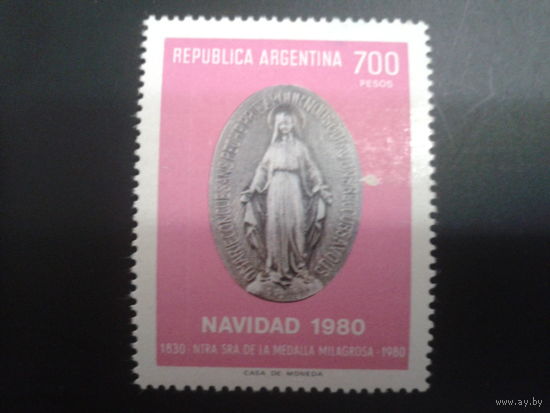 REPUBLICA ARGENTINA 700
PESOS
NAVIDAD 1980
1830 · NTRA SRA DE LA MEDALLA MILAGROSA · 1980
CASA DE MONEDA
www.ay.by